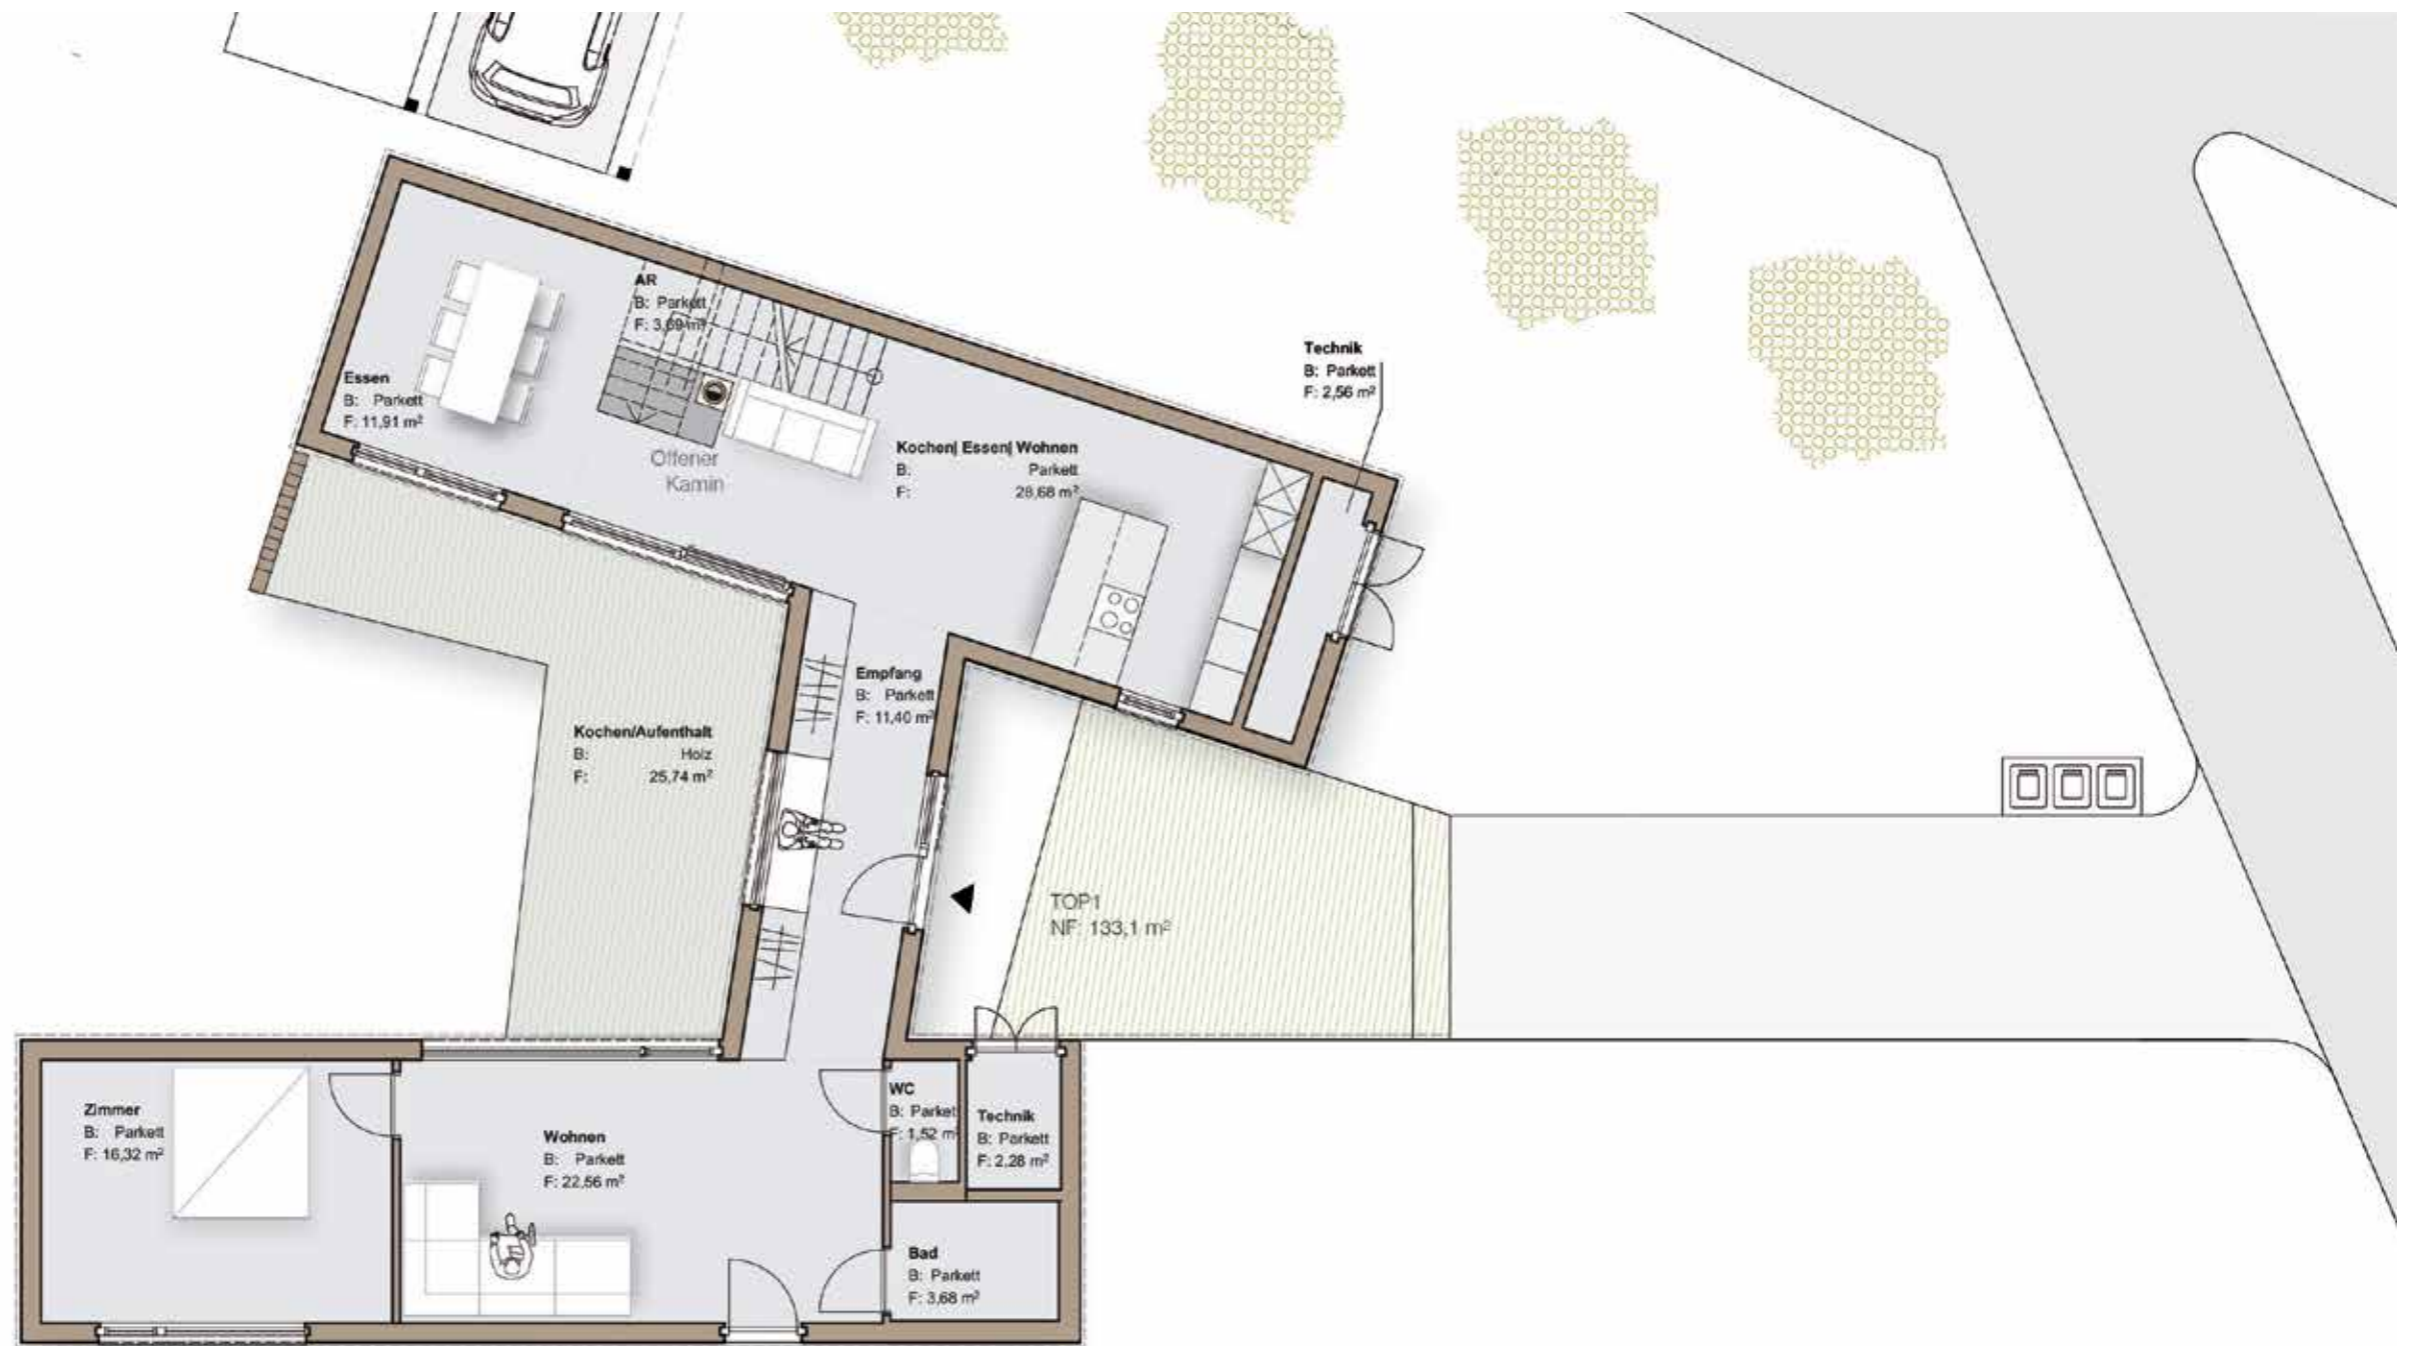 AR
B: Parkett
F: 3,69 m²
Technik
B: Parkett
F: 2,56 m²
Essen
B: Parkett
F: 11,91 m²
Offener
Kamin
Kochen| Essen| Wohnen
B: Parkett
F: 28,68 m²
Empfang
B: Parkett
F: 11,40 m²
Kochen/Aufenthalt
B: Holz
F: 25,74 m²
TOP1
NF: 133,1 m²
Zimmer
B: Parkett
F: 16,32 m²
Wohnen
B: Parkett
F: 22,56 m²
WC
B: Parket
F: 1,52 m²
Technik
B: Parkett
F: 2,28 m²
Bad
B: Parkett
F: 3,68 m²